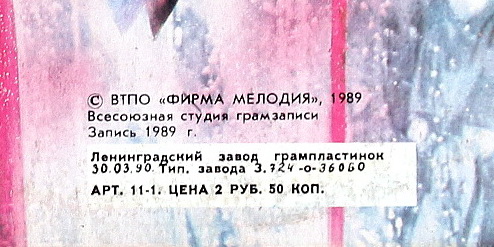 © ВТПО «ФИРМА МЕЛОДИЯ», 1989
Всесоюзная студия грамзаписи
Запись 1989 г.
Ленинградский завод грампластинок
30.03.90. Тип. завода З. 724-о-36060
АРТ. 11-1. ЦЕНА 2 РУБ. 50 КОП.